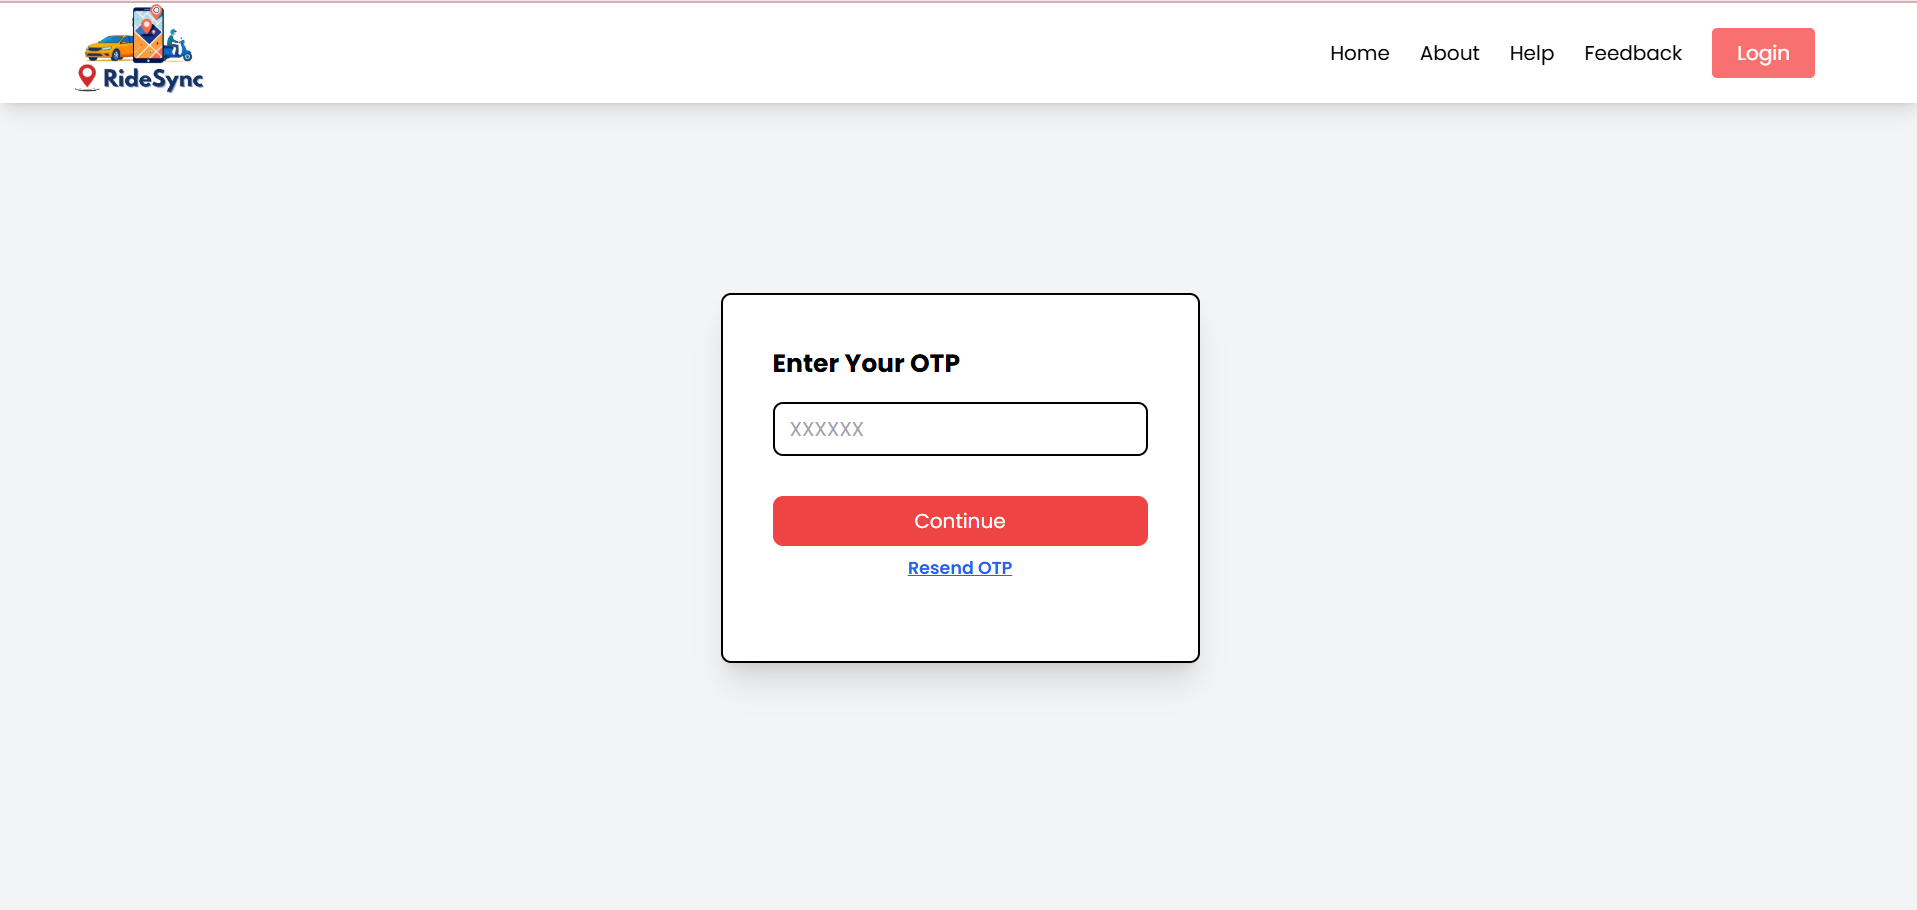 RideSync
Home About Help Feedback Login
Enter Your OTP
XXXXXX
Continue
Resend OTP